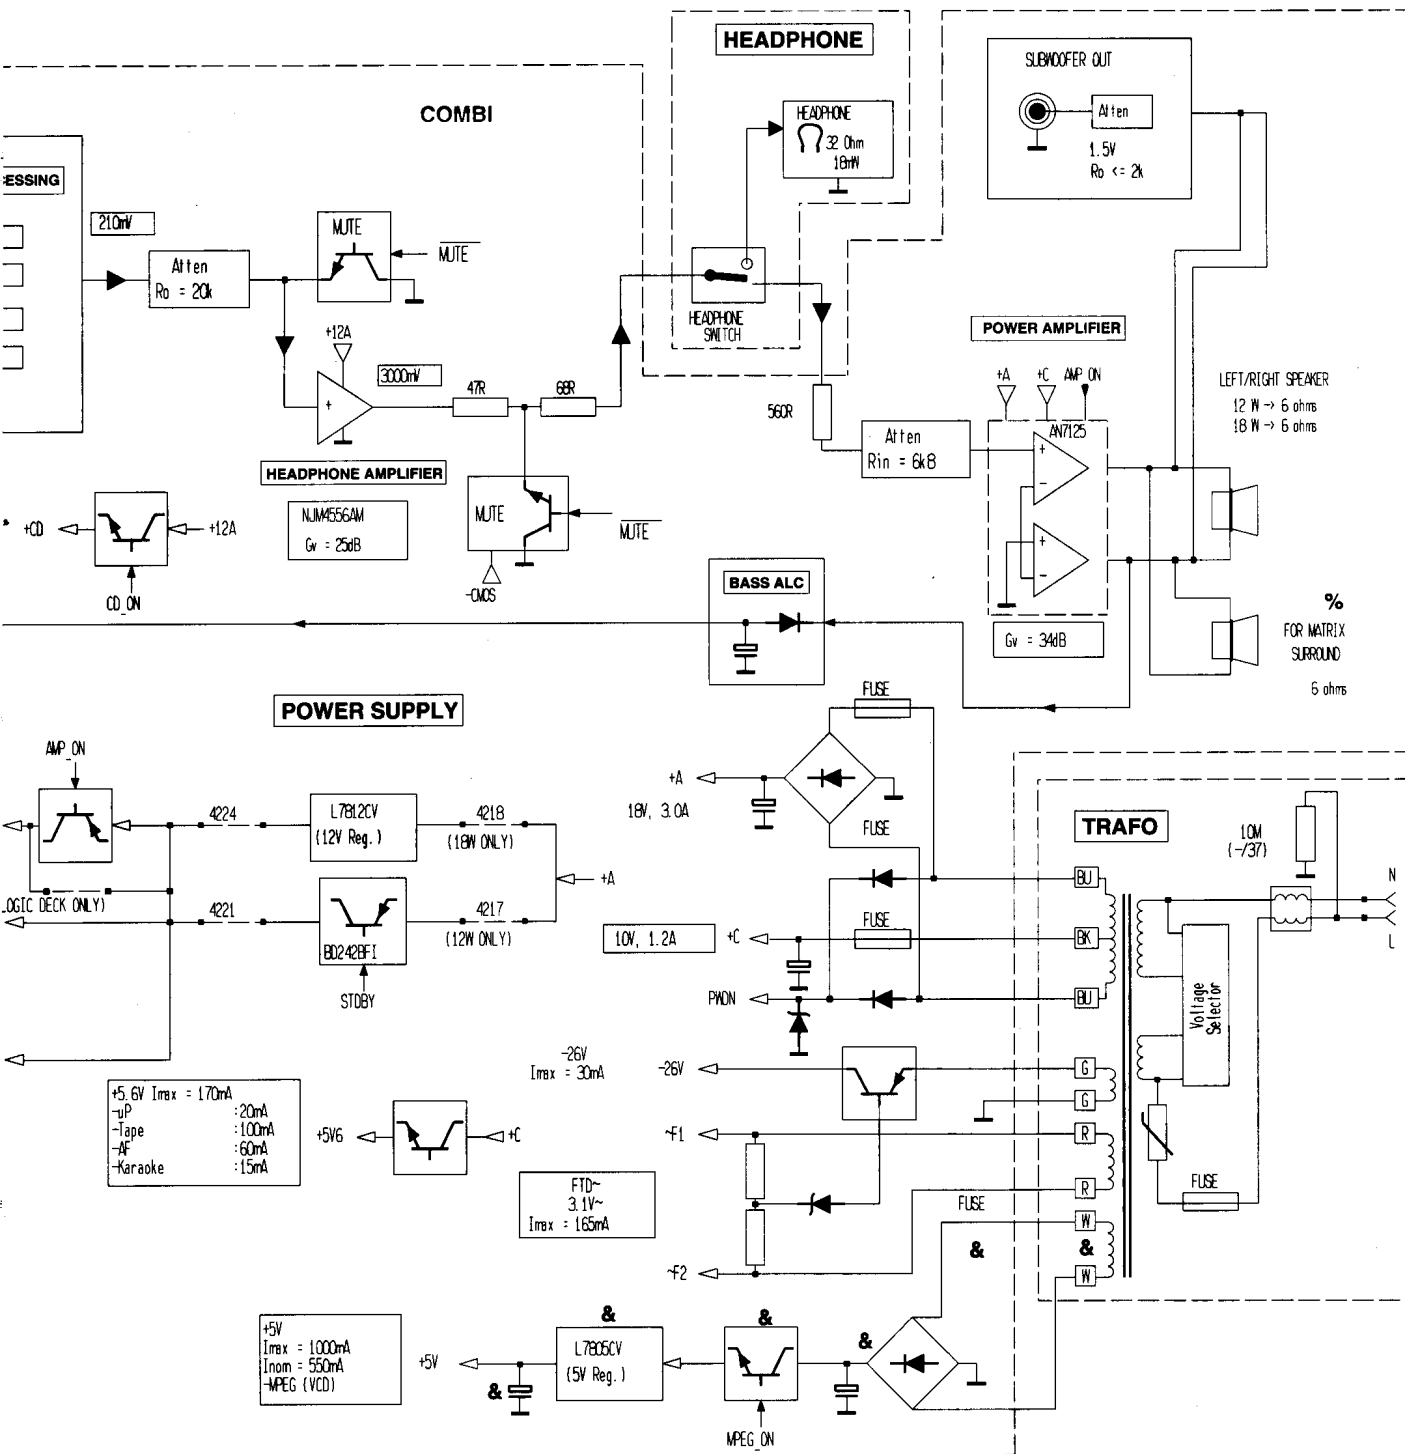 HEADPHONE
SUBWOOFER OUT
Atten
1.5V
Ro <= 2k
HEADPHONE
32 Ohm
18mW
COMBI
ESSING
210mV
Atten
Ro = 20k
MUTE
MUTE
HEADPHONE
SWITCH
+12A
3000mV
47R
68R
560R
HEADPHONE AMPLIFIER
NJM4556AM
Gv = 25dB
MUTE
MUTE
-CMOS
+CD
+12A
CD_ON
POWER AMPLIFIER
+A
+C
AMP ON
AN7125
Atten
Rin = 6k8
+
-
+
-
Gv = 34dB
LEFT/RIGHT SPEAKER
12 W -> 6 ohms
18 W -> 6 ohms
%
FOR MATRIX
SURROUND
6 ohms
BASS ALC
POWER SUPPLY
AMP_ON
4224
L7812CV
(12V Reg.)
4218
(18W ONLY)
+A
LOGIC DECK ONLY)
4221
BD242BFI
STDBY
4217
(12W ONLY)
FUSE
+A
18V, 3.0A
FUSE
10V, 1.2A
+C
FUSE
PWDN
TRAFO
10M
(-/37)
N
L
BU
BK
BU
Voltage
Selector
-26V
Imax = 30mA
-26V
G
G
+5.6V Imax = 170mA
-uP :20mA
-Tape :100mA
-AF :60mA
-Karaoke :15mA
+5V6
+C
~F1
R
R
FTD~
3.1V~
Imax = 165mA
FUSE
FUSE
W
&
&
W
~F2
+5V
Imax = 1000mA
Inom = 550mA
-MPEG (VCD)
+5V
&
&
L7805CV
(5V Reg.)
&
&
MPEG_ON